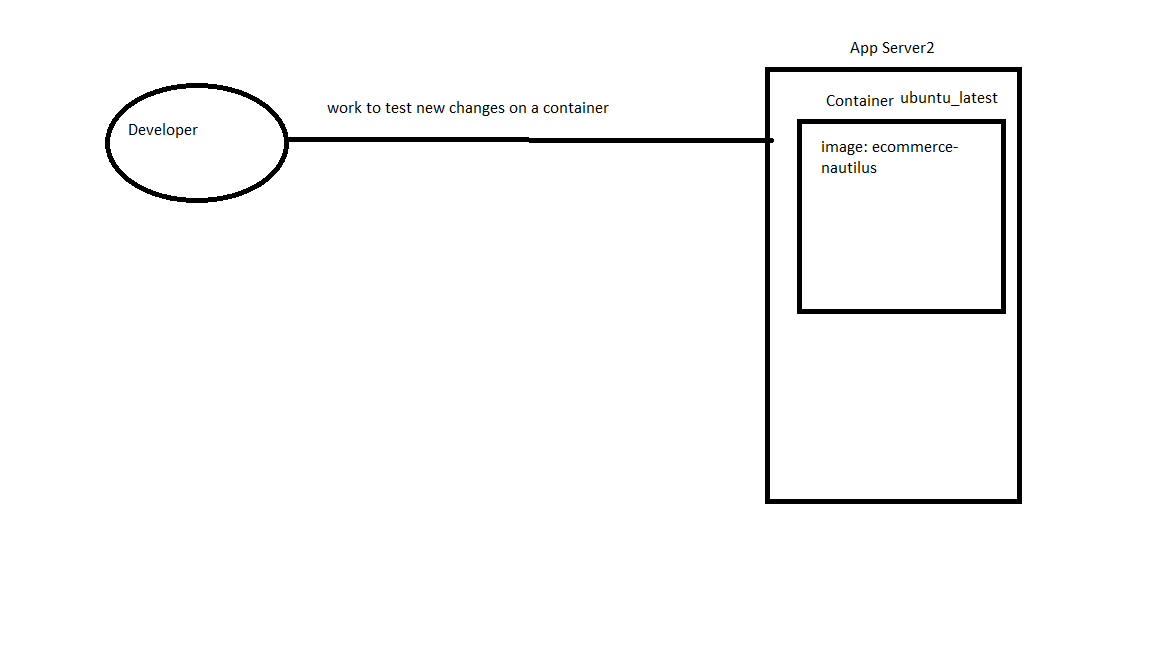 App Server2
Container ubuntu_latest
work to test new changes on a container
Developer
image: ecommerce-
nautilus